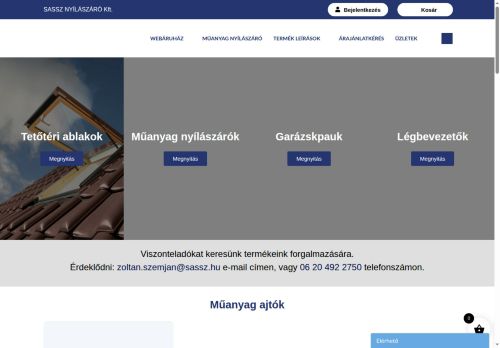 SASSZ NYÍLÁSZÁRÓ Kft.
Bejelentkezés
Kosár
WEBÁRUHÁZ
MŰANYAG NYÍLÁSZÁRÓ
TERMÉK LEÍRÁSOK
ÁRAJÁNLATKÉRÉS
ÜZLETEK
Tetőtéri ablakok
Műanyag nyílászárók
Garázskpauk
Légbevezetők
Megnyitás
Megnyitás
Megnyitás
Megnyitás
Viszonteladókat keresünk termékeink forgalmazására.
Érdeklődni: zoltan.szemjan@sassz.hu e-mail címen, vagy 06 20 492 2750 telefonszámon.
Műanyag ajtók
0
Elérhető